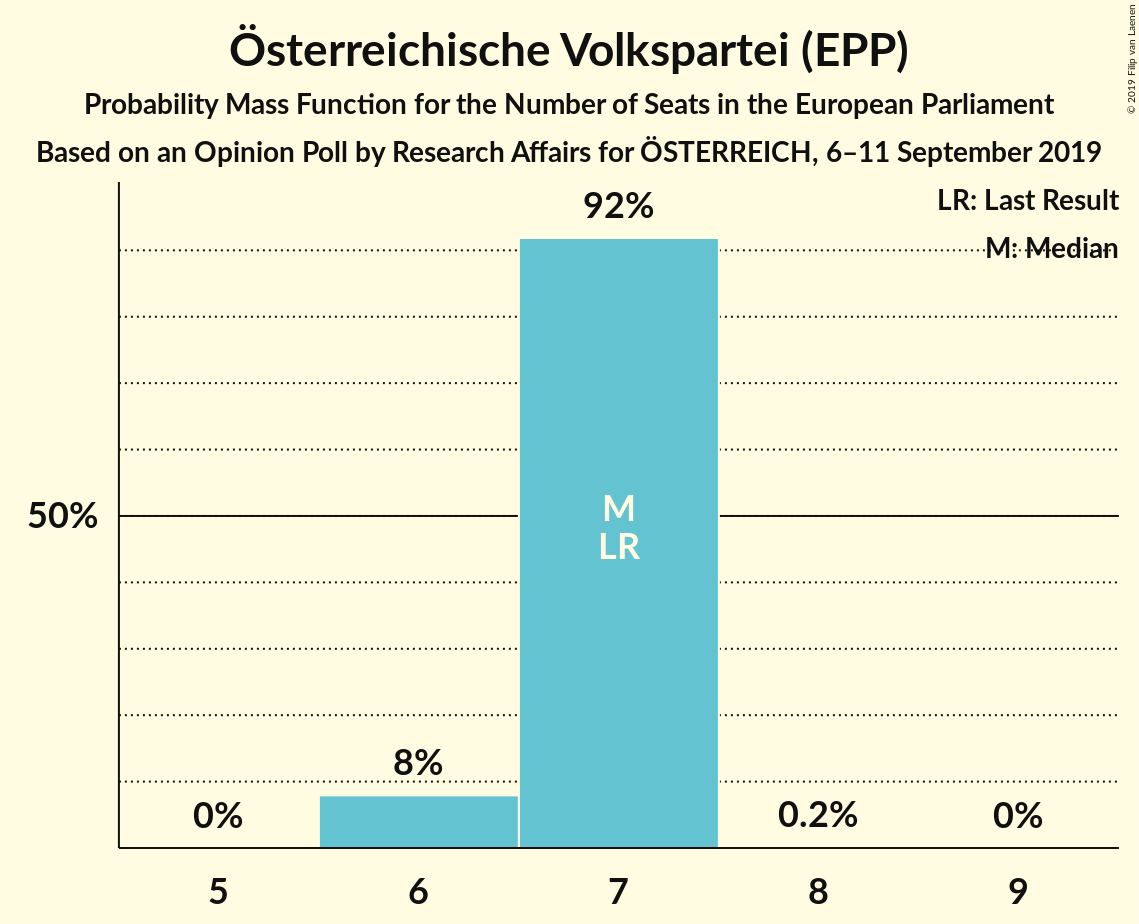 Österreichische Volkspartei (EPP)
Probability Mass Function for the Number of Seats in the European Parliament
Based on an Opinion Poll by Research Affairs for ÖSTERREICH, 6–11 September 2019
© 2019 Filip van Laenen
LR: Last Result
M: Median
92%
50%
M
LR
8%
0%
0.2%
0%
5 6 7 8 9